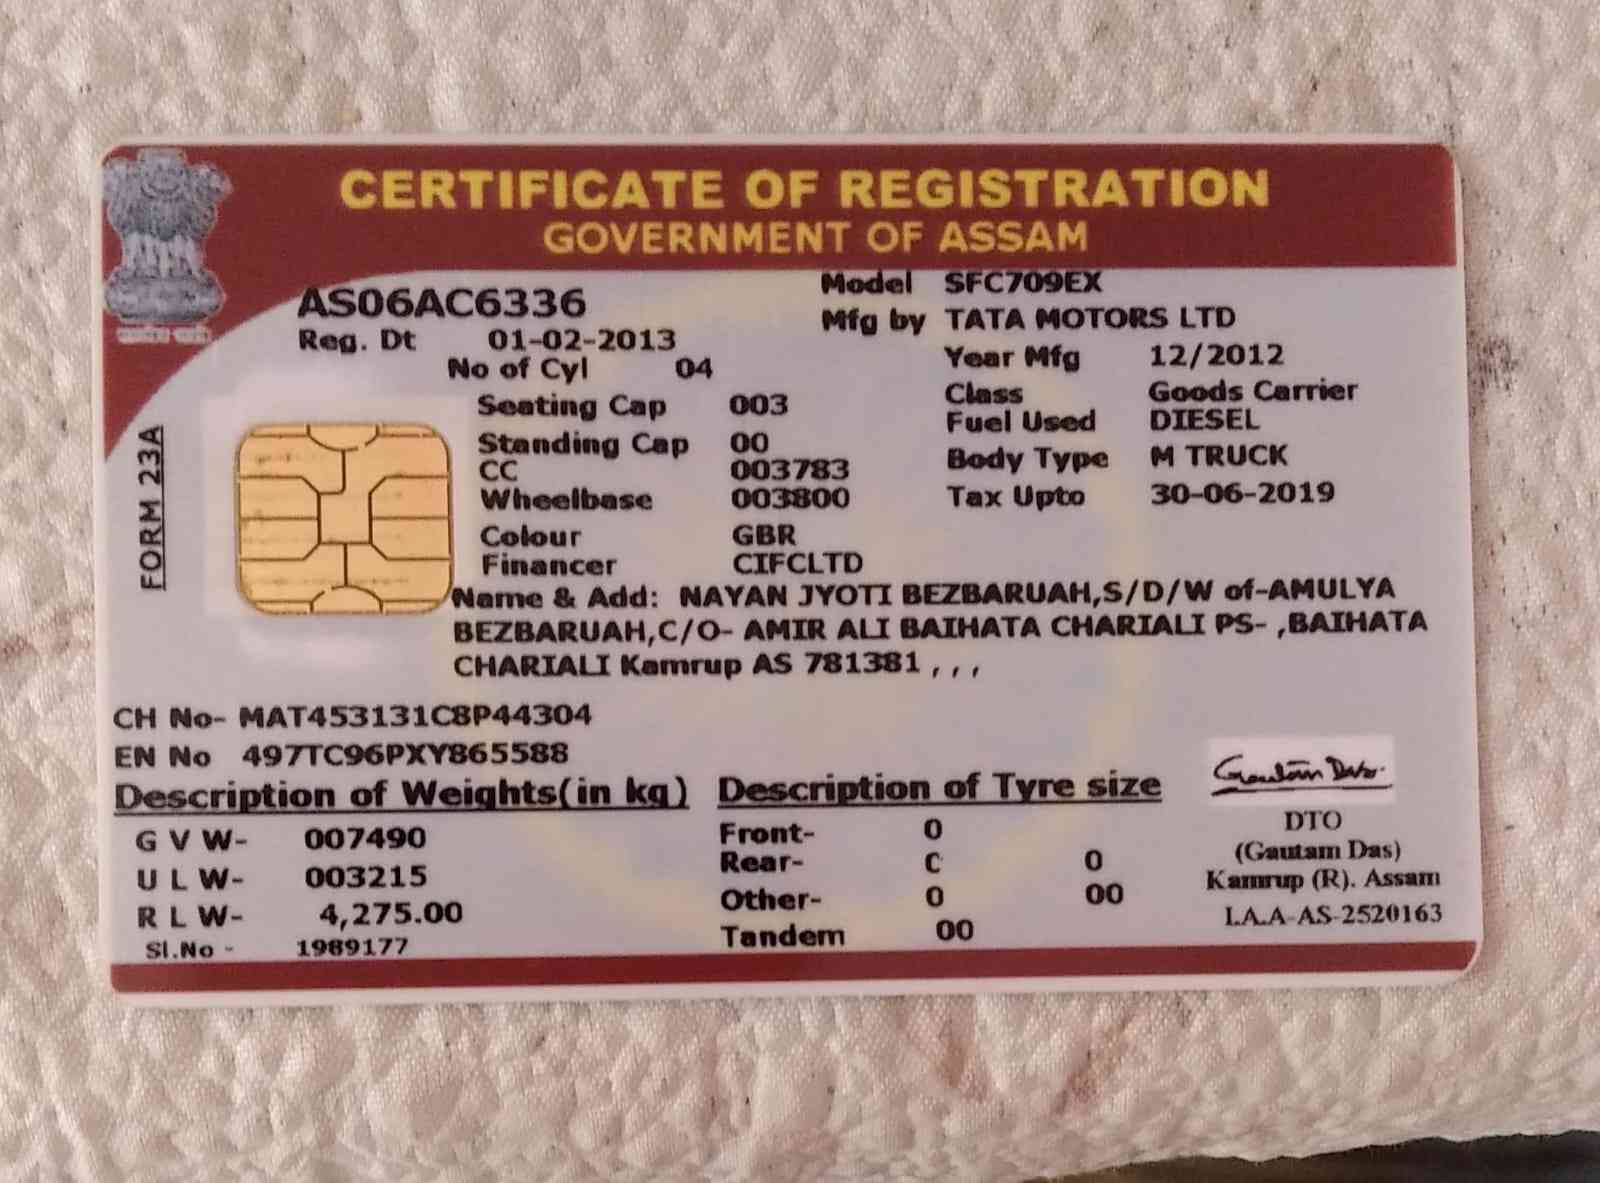 CERTIFICATE OF REGISTRATION
GOVERNMENT OF ASSAM
AS06AC6336
Reg. Dt 01-02-2013
No of Cyl 04
Seating Cap 003
Standing Cap 00
CC 003783
Wheelbase 003800
Colour GBR
Financer CIFCLTD
Model SFC709EX
Mfg by TATA MOTORS LTD
Year Mfg 12/2012
Class Goods Carrier
Fuel Used DIESEL
Body Type M TRUCK
Tax Upto 30-06-2019
FORM 23A
Name & Add: NAYAN JYOTI BEZBARUAH,S/D/W of-AMULYA
BEZBARUAH,C/O- AMIR ALI BAIHATA CHARIALI PS- ,BAIHATA
CHARIALI Kamrup AS 781381 , , ,
CH No- MAT453131C8P44304
EN No 497TC96PXY865588
Description of Weights(in kg)
G V W- 007490
U L W- 003215
R L W- 4,275.00
Sl.No - 1989177
Description of Tyre size
Front- 0
Rear- C 0
Other- 0 00
Tandem 00
Gautam Das.
DTO
(Gautam Das)
Kamrup (R). Assam
I.A.A-AS-2520163